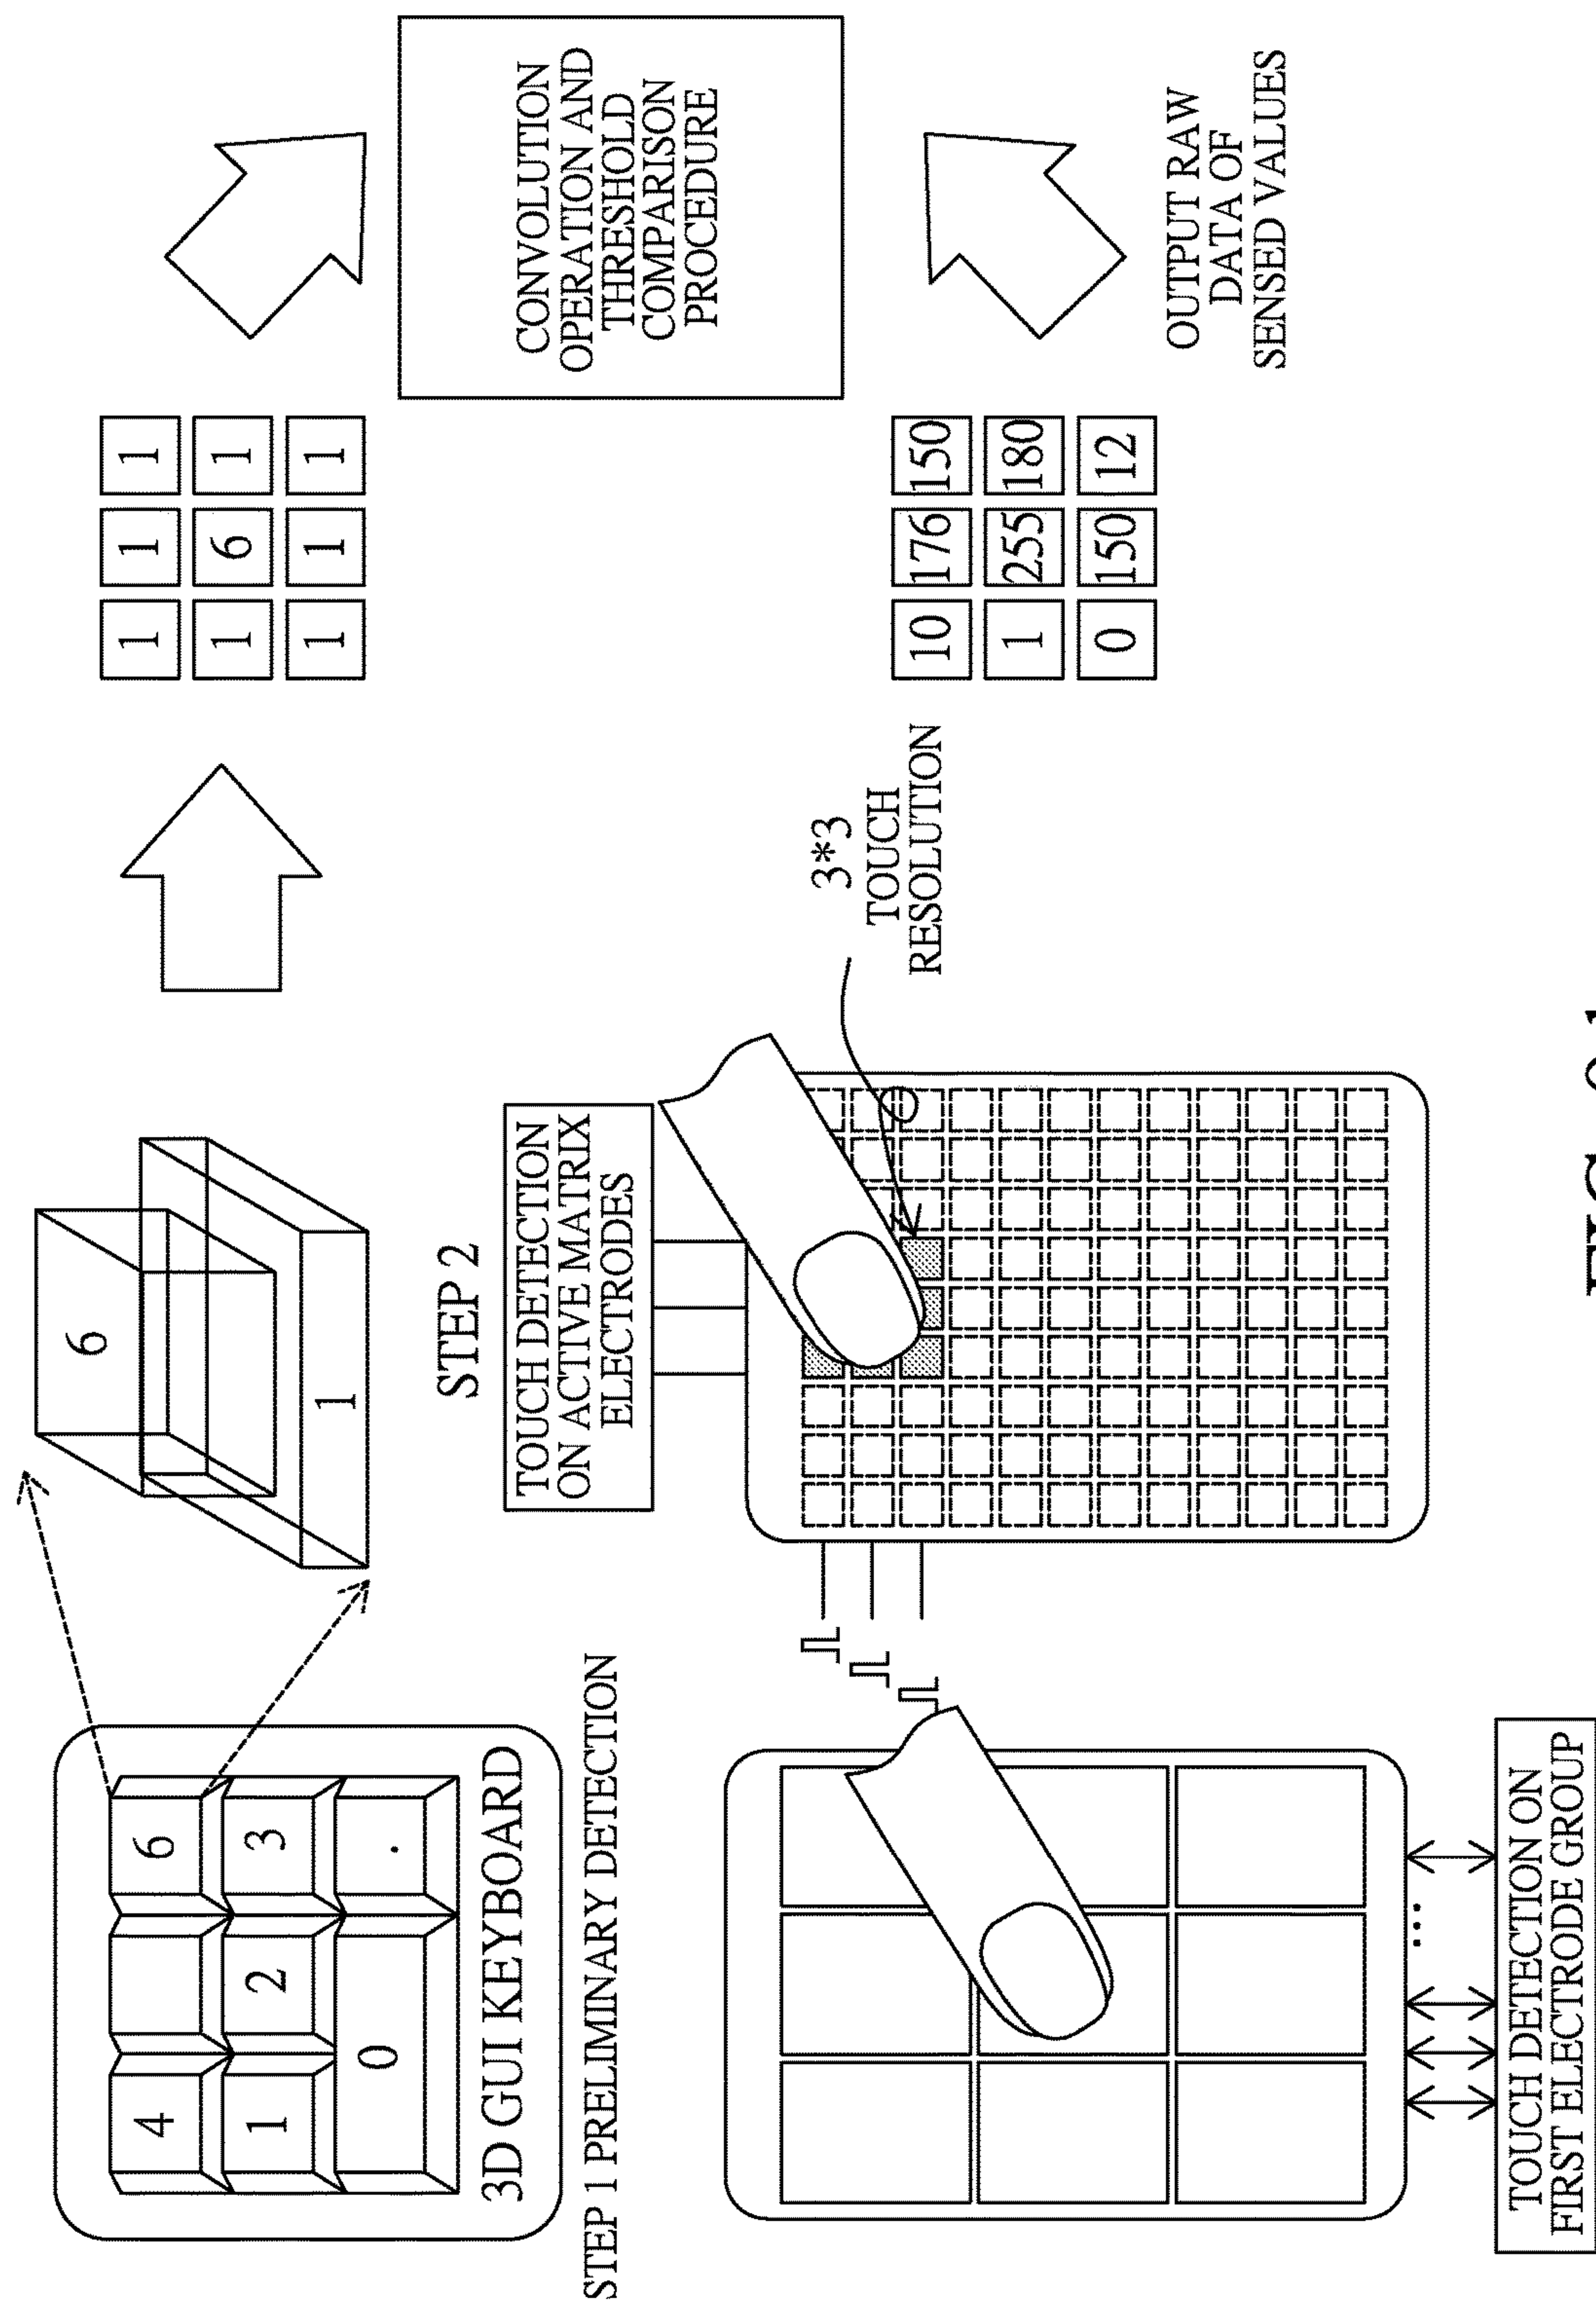 4 6
1 2 3
0 .
3D GUI KEYBOARD
6
1
1 1 1
1 6 1
1 1 1
CONVOLUTION
OPERATION AND
THRESHOLD
COMPARISON
PROCEDURE
STEP 1 PRELIMINARY DETECTION
STEP 2
TOUCH DETECTION
ON ACTIVE MATRIX
ELECTRODES
3*3
TOUCH
RESOLUTION
10 176 150
1 255 180
0 150 12
OUTPUT RAW
DATA OF
SENSED VALUES
...
TOUCH DETECTION ON
FIRST ELECTRODE GROUP